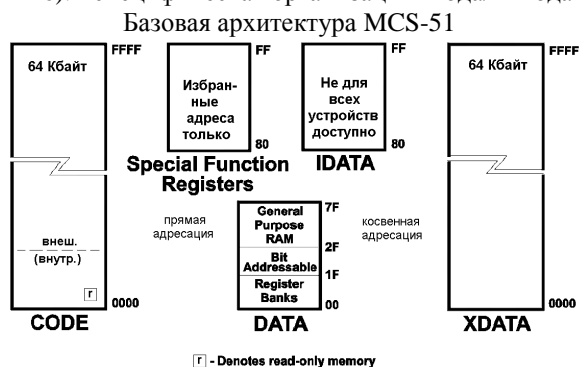 Базовая архитектура MCS-51
FFFF
64 Кбайт
FF
Избран-
ные
адреса
только
80
Special Function
Registers
FF
Не для
всех
устройств
доступно
80
IDATA
FFFF
64 Кбайт
прямая
адресация
7F
General
Purpose
RAM
2F
Bit
Addressable
1F
Register
Banks
00
DATA
косвенная
адресация
внеш.
(внутр.)
r
0000
CODE
0000
XDATA
r - Denotes read-only memory